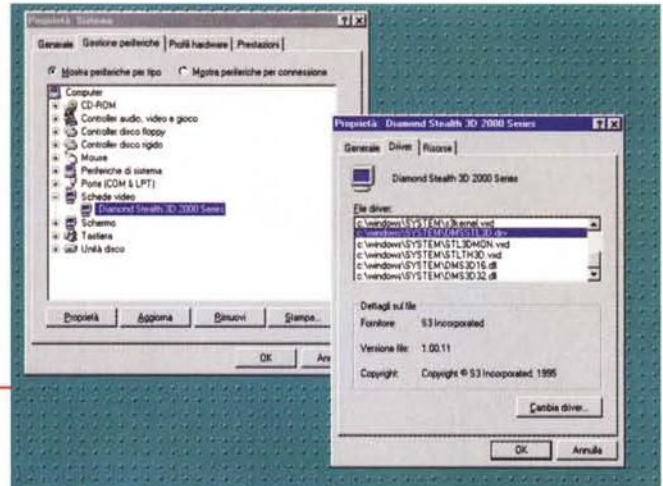 Proprietà Sistema
Generale Gestione periferiche Profili hardware Prestazioni
Mostra periferiche per tipo Mostra periferiche per connessione
Computer
CD-ROM
Controller audio, video e gioco
Controller disco floppy
Controller disco rigido
Mouse
Periferiche di sistema
Porte (COM & LPT)
Schede video
Diamond Stealth 3D 2000 Series
Schermo
Tastiera
Unità disco
Proprietà Aggiorna Rimuovi Stampa...
OK
Proprietà: Diamond Stealth 3D 2000 Series
Generale Driver Risorse
Diamond Stealth 3D 2000 Series
File driver:
c:\windows\SYSTEM\s3kernel.vxd
c:\windows\SYSTEM\DMSSTL3D.drv
c:\windows\SYSTEM\STL3DMON.vxd
c:\windows\SYSTEM\STLTH3D.vxd
c:\windows\SYSTEM\DMS3D16.dll
c:\windows\SYSTEM\DMS3D32.dll
Dettagli sul file
Fornitore S3 Incorporated
Versione file: 1.00.11
Copyright: Copyright © S3 Incorporated. 1995
Cambia driver...
OK Annulla